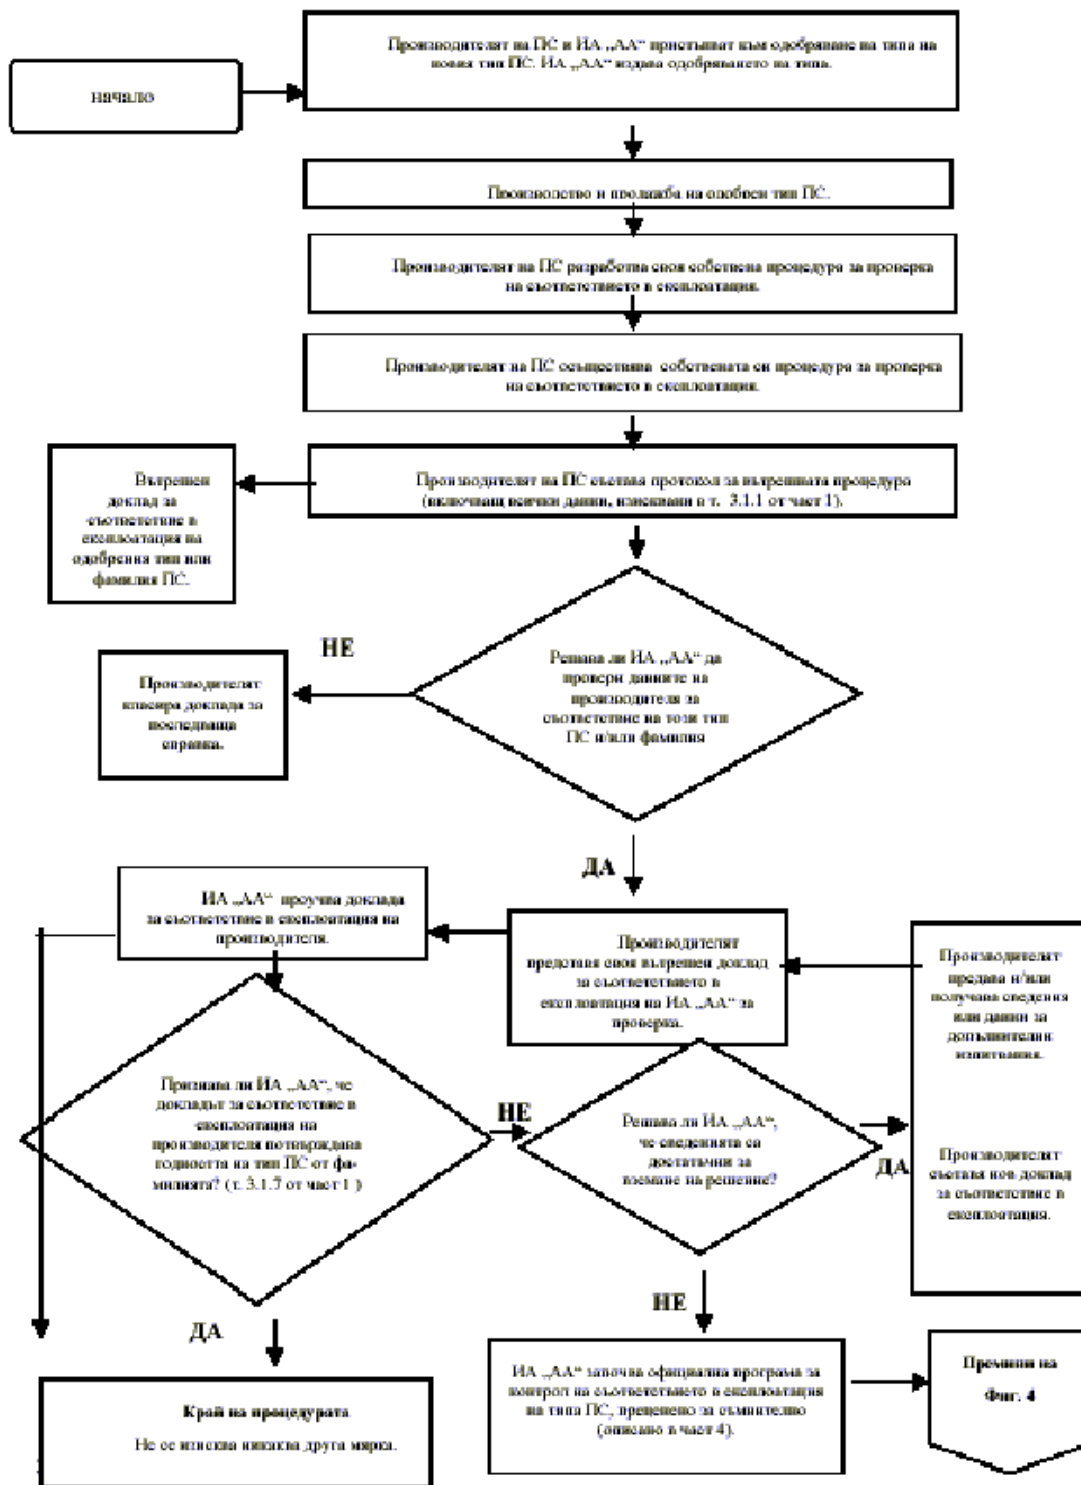 начало
Производителят на ПС и ИА „АА“ пристъпват към одобряване на типа на
новия тип ПС. ИА „АА“ издава одобряването на типа.
Производство и продажба на одобрен тип ПС.
Производителят на ПС разработва своя собствена процедура за проверка
на съответствието в експлоатация.
Производителят на ПС осъществява собствената си процедура за проверка
на съответствието в експлоатация.
Производителят на ПС съставя протокол за вътрешната процедура
(включващ всички данни, изисквани в т. 3.1.1 от част 1).
Вътрешен
доклад за
съответствие в
експлоатация на
одобрения тип или
фамилия ПС.
НЕ
Решава ли ИА „АА“ да
провери данните на
производителя за
съответствие на този тип
ПС и/или фамилия
Производителят
класира доклада за
последваща
справка.
ДА
ИА „АА“ проучва доклада
за съответствие в експлоатация на
производителя.
Производителят
представя своя вътрешен доклад
за съответствието в
експлоатация на ИА „АА“ за
проверка.
Производителят
предава и/или
получава сведения
или данни за
допълнителни
изпитвания.
Производителят
съставя нов доклад
за съответствие в
експлоатация.
Признава ли ИА „АА“, че
докладът за съответствие в
експлоатация на
производителя потвърждава
годността на тип ПС от фа-
милията? (т. 3.1.7 от част 1 )
НЕ
Решава ли ИА „АА“,
че сведенията са
достатъчни за
вземане на решение?
ДА
ДА
НЕ
Край на процедурата.
Не се изисква никаква друга мярка.
ИА „АА“ започва официална програма за
контрол на съответствието в експлоатация
на типа ПС, преценено за съмнително
(описано в част 4).
Премини на
Фиг. 4